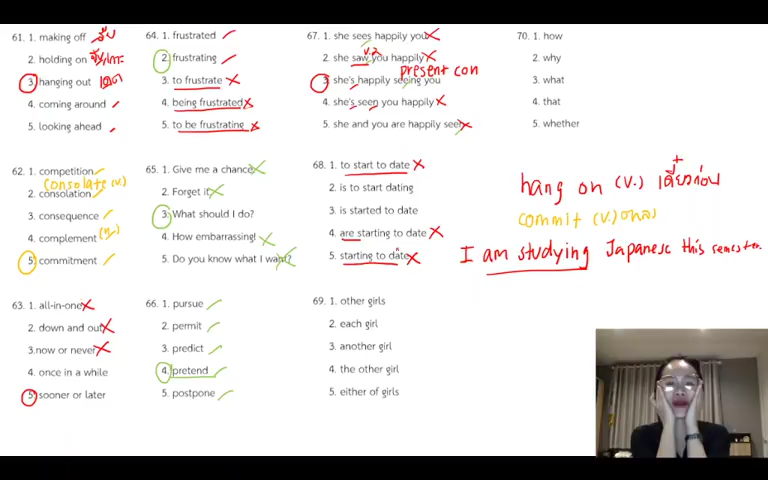 61. 1. making off
2. holding on
3. hanging out
4. coming around
5. looking ahead
62. 1. competition
consolate (v.)
2. consolation
3. consequence
4. complement (n)
5. commitment
63. 1. all-in-one
2. down and out
3.now or never
4. once in a while
5. sooner or later
64. 1. frustrated
2. frustrating
3. to frustrate
4. being frustrated
5. to be frustrating
65. 1. Give me a chance
2. Forget it
3. What should I do?
4. How embarrassing!
5. Do you know what I want?
66. 1. pursue
2. permit
3. predict
4. pretend
5. postpone
67. 1. she sees happily you
v.2
2. she saw you happily
present con
3. she's happily seeing you
4. she's seen you happily
5. she and you are happily seen
68. 1. to start to date
2. is to start dating
3. is started to date
4. are starting to date
5. starting to date
69. 1. other girls
2. each girl
3. another girl
4. the other girl
5. either of girls
70. 1. how
2. why
3. what
4. that
5. whether
hang on (v.) เดี๋ยวก่อน
commit (v.)
I am studying Japanese this semester.